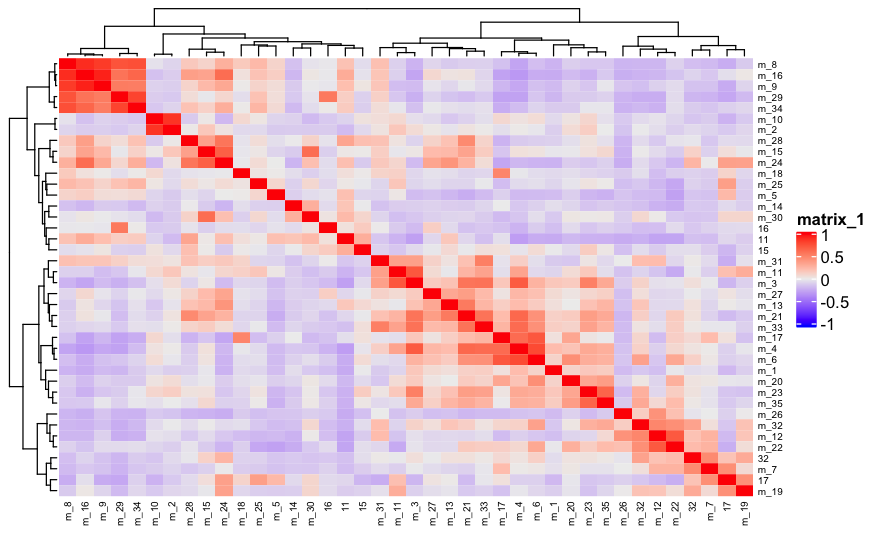 m_8
m_16
m_9
m_29
m_34
m_10
m_2
m_28
m_15
m_24
m_18
m_25
m_5
m_14
m_30
16
11
15
m_31
m_11
m_3
m_27
m_13
m_21
m_33
m_17
m_4
m_6
m_1
m_20
m_23
m_35
m_26
m_32
m_12
m_22
32
m_7
17
m_19
matrix_1
1
0.5
0
-0.5
-1
m_8
m_16
m_9
m_29
m_34
m_10
m_2
m_28
m_15
m_24
m_18
m_25
m_5
m_14
m_30
16
11
15
m_31
m_11
m_3
m_27
m_13
m_21
m_33
m_17
m_4
m_6
m_1
m_20
m_23
m_35
m_26
m_32
m_12
m_22
32
m_7
17
m_19